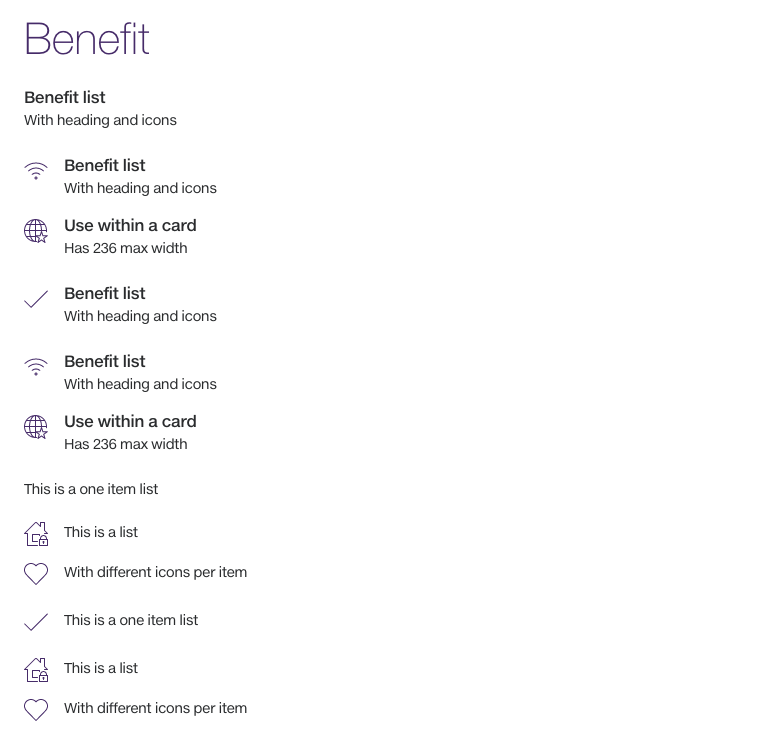 Benefit
Benefit list
With heading and icons
Benefit list
With heading and icons
Use within a card
Has 236 max width
Benefit list
With heading and icons
Benefit list
With heading and icons
Use within a card
Has 236 max width
This is a one item list
This is a list
With different icons per item
This is a one item list
This is a list
With different icons per item